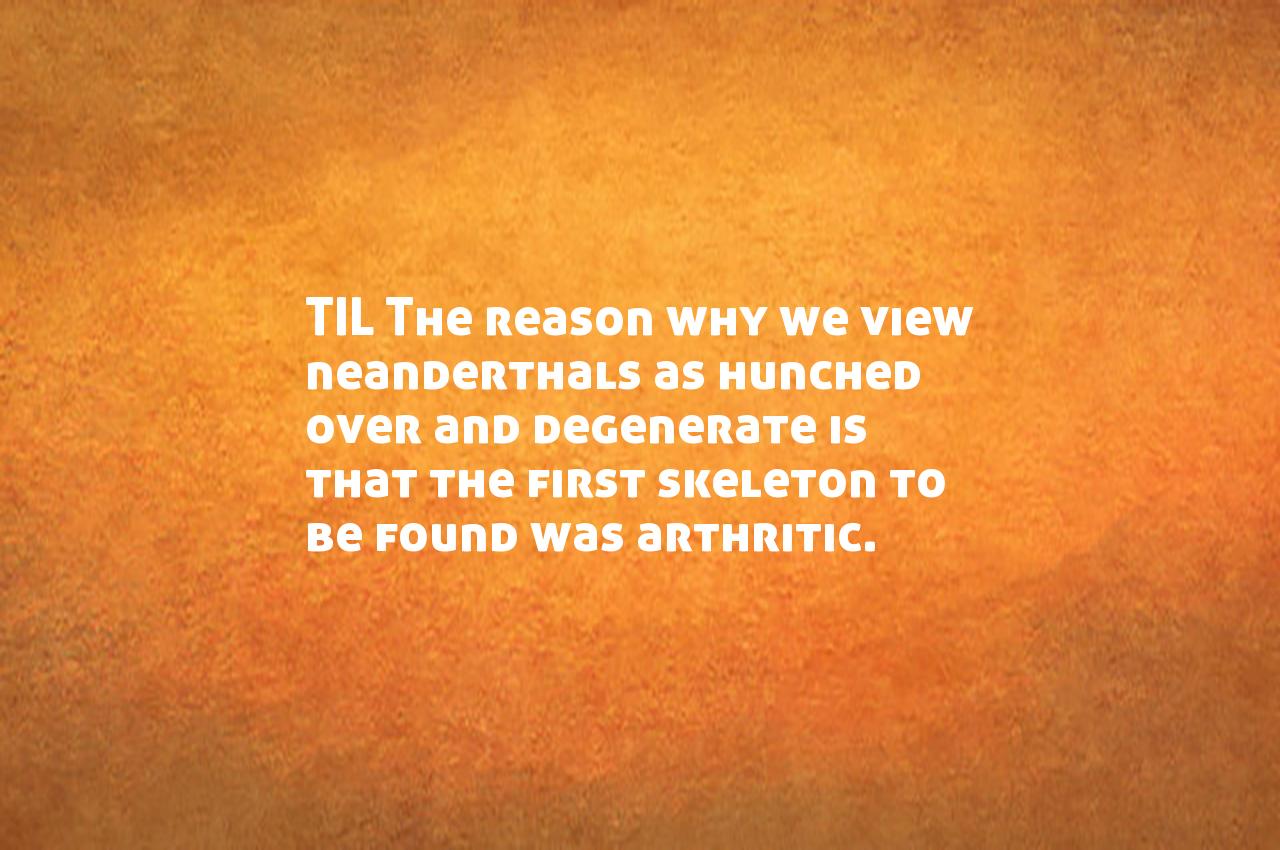 TIL The reason why we view
neanderthals as hunched
over and degenerate is
that the first skeleton to
be found was arthritic.